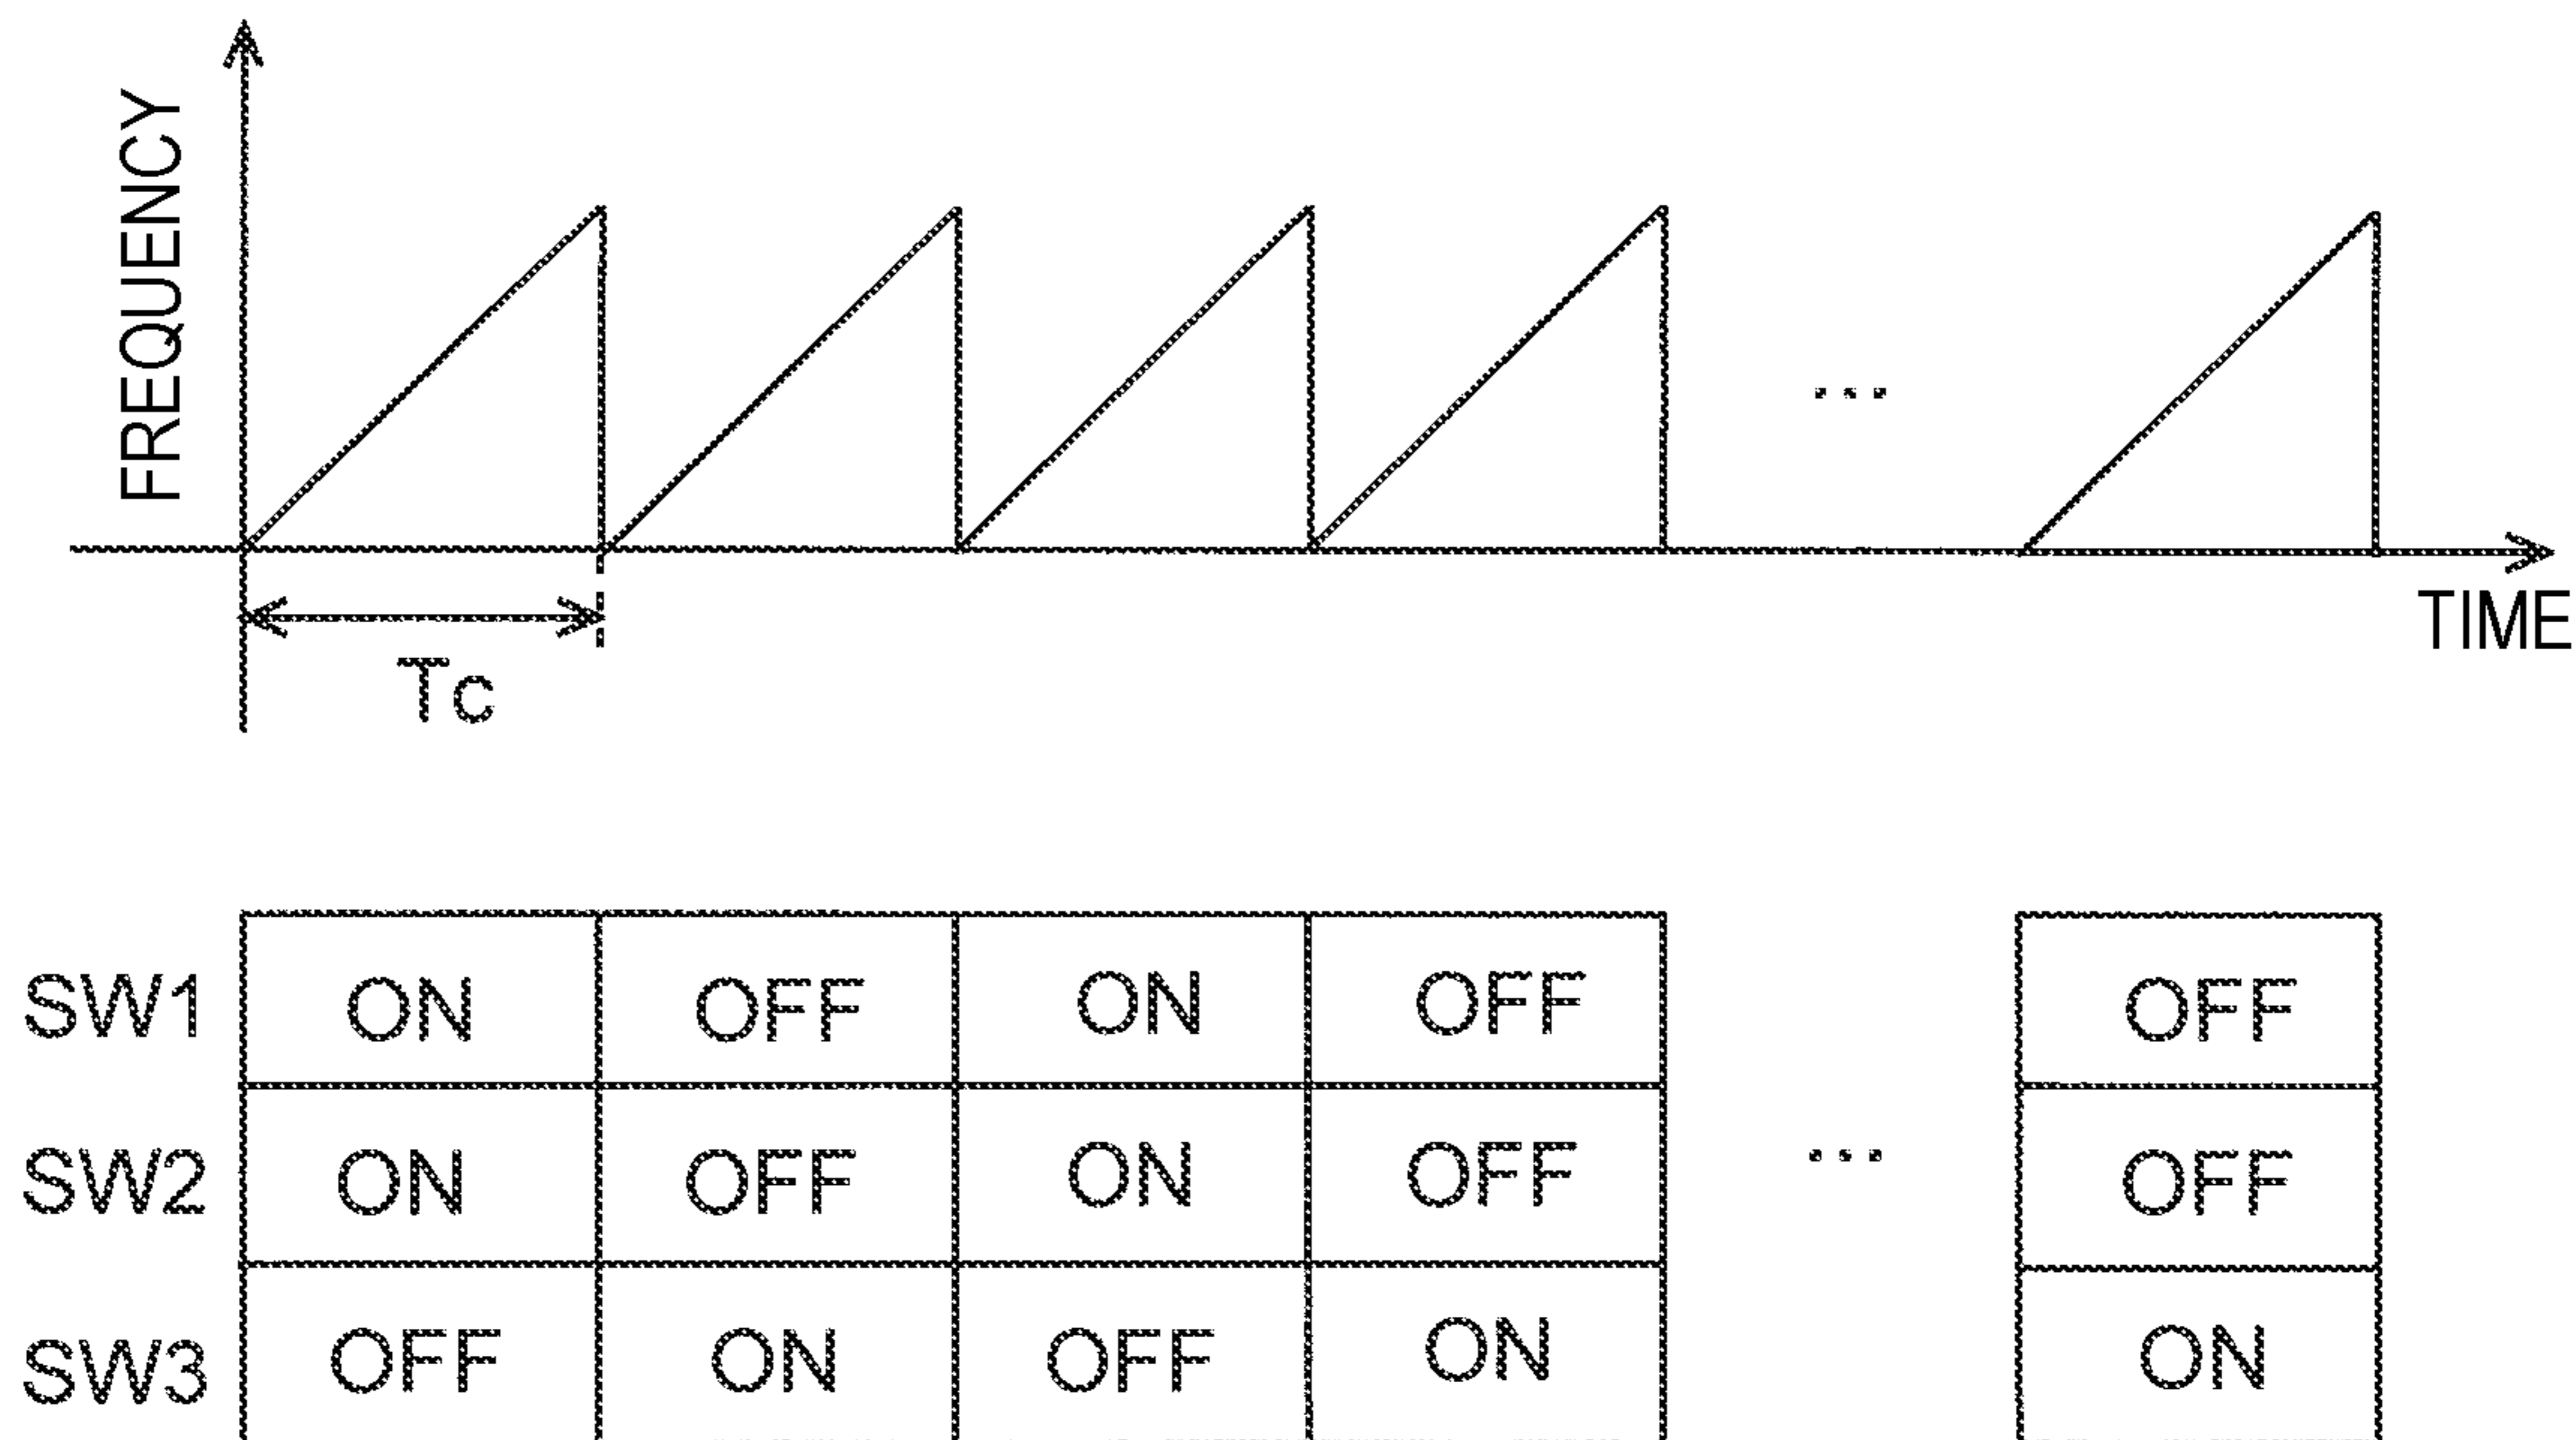 FREQUENCY
...
TIME
Tc
SW1 ON OFF ON OFF OFF
SW2 ON OFF ON OFF ... OFF
SW3 OFF ON OFF ON ON